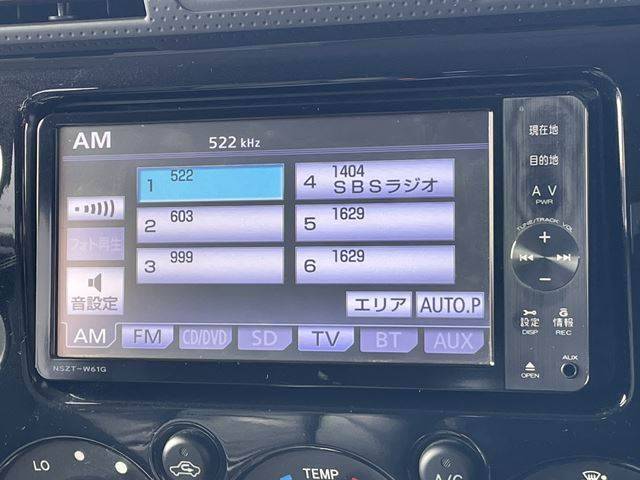 AM
522 kHz
1 522
4 1404 SBSラジオ
2 603
5 1629
3 999
6 1629
フォト再生
音設定
エリア AUTO.P
AM FM CD/DVD SD TV BT AUX
NSZT-W61G
現在地
目的地
AV
PWR
TUNE/TRACK VOL
設定 情報
DISP REC
OPEN AUX
LO TEMP A/C